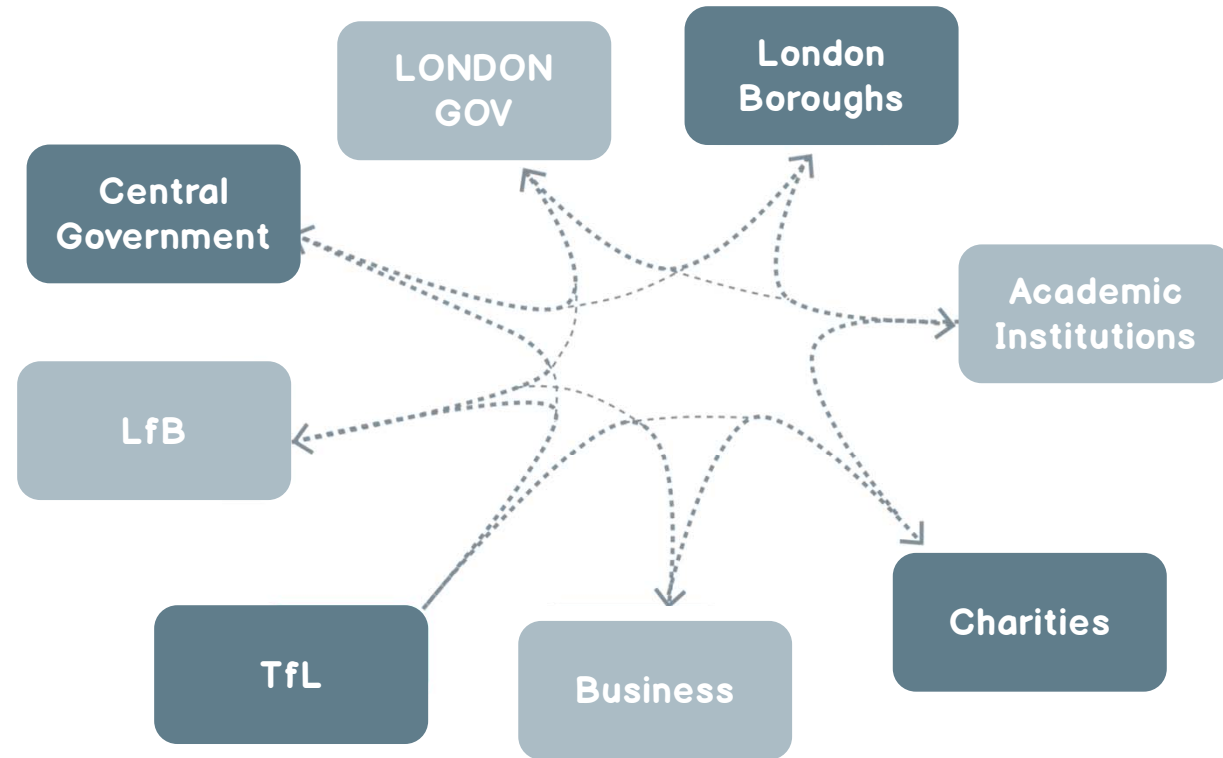 LONDON
GOV
London
Boroughs
Central
Government
Academic
Institutions
LfB
Charities
TfL
Business